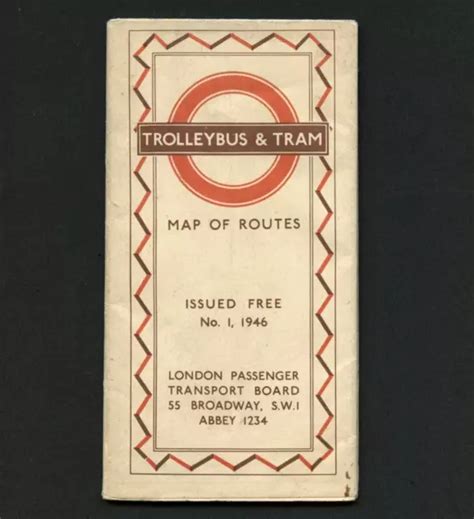 TROLLEYBUS & TRAM
MAP OF ROUTES
ISSUED FREE
No. 1, 1946
LONDON PASSENGER
TRANSPORT BOARD
55 BROADWAY, S.W.1
ABBEY 1234